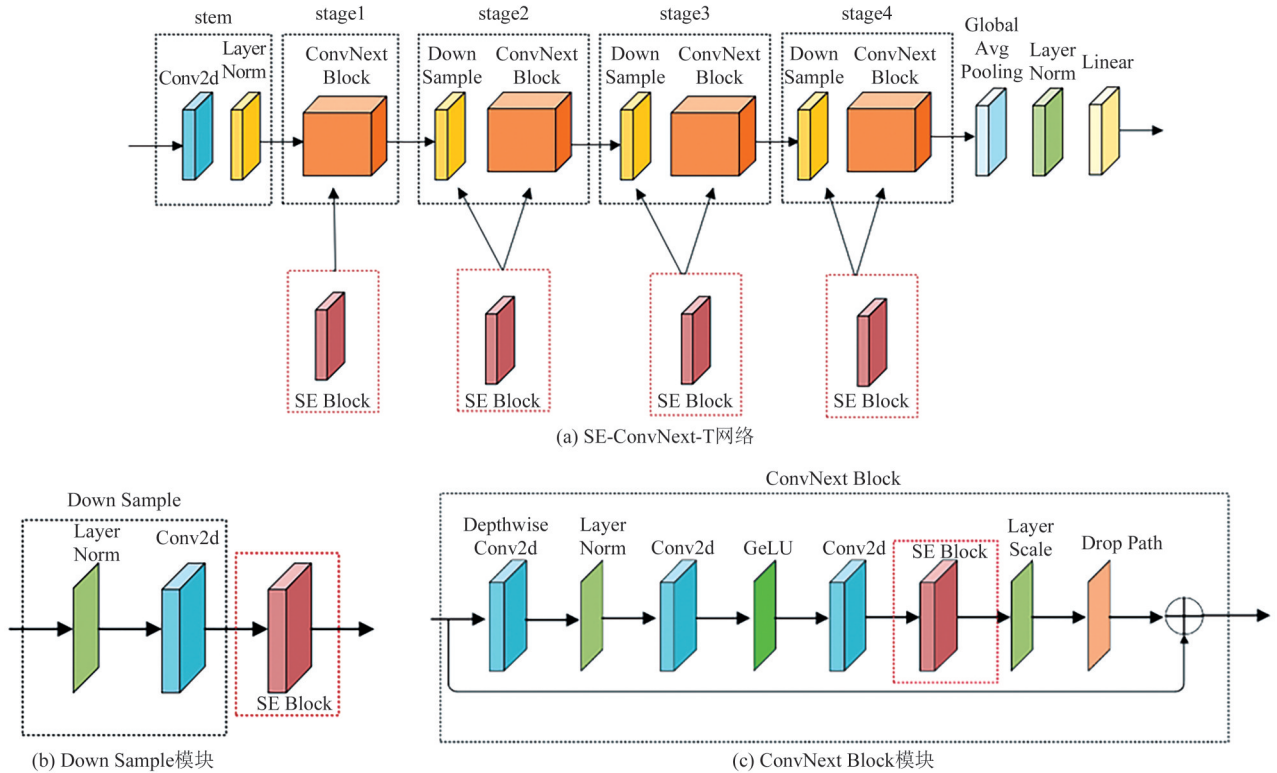 stem
stage1
stage2
stage3
stage4
Conv2d
Layer
Norm
ConvNext
Block
Down
Sample
ConvNext
Block
Down
Sample
ConvNext
Block
Down
Sample
ConvNext
Block
Global
Avg
Pooling
Layer
Norm
Linear
SE Block
SE Block
SE Block
SE Block
(a) SE-ConvNext-T网络
Down Sample
Layer
Norm
Conv2d
SE Block
(b) Down Sample模块
ConvNext Block
Depthwise
Conv2d
Layer
Norm
Conv2d
GeLU
Conv2d
SE Block
Layer
Scale
Drop Path
(c) ConvNext Block模块